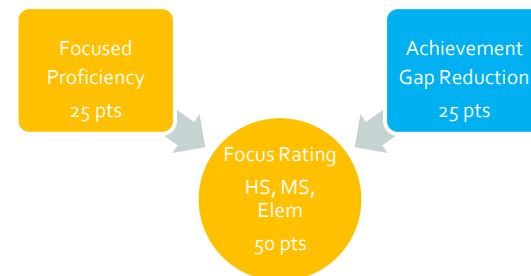 Focused
Proficiency
25 pts
Achievement
Gap Reduction
25 pts
Focus Rating
HS, MS,
Elem
50 pts